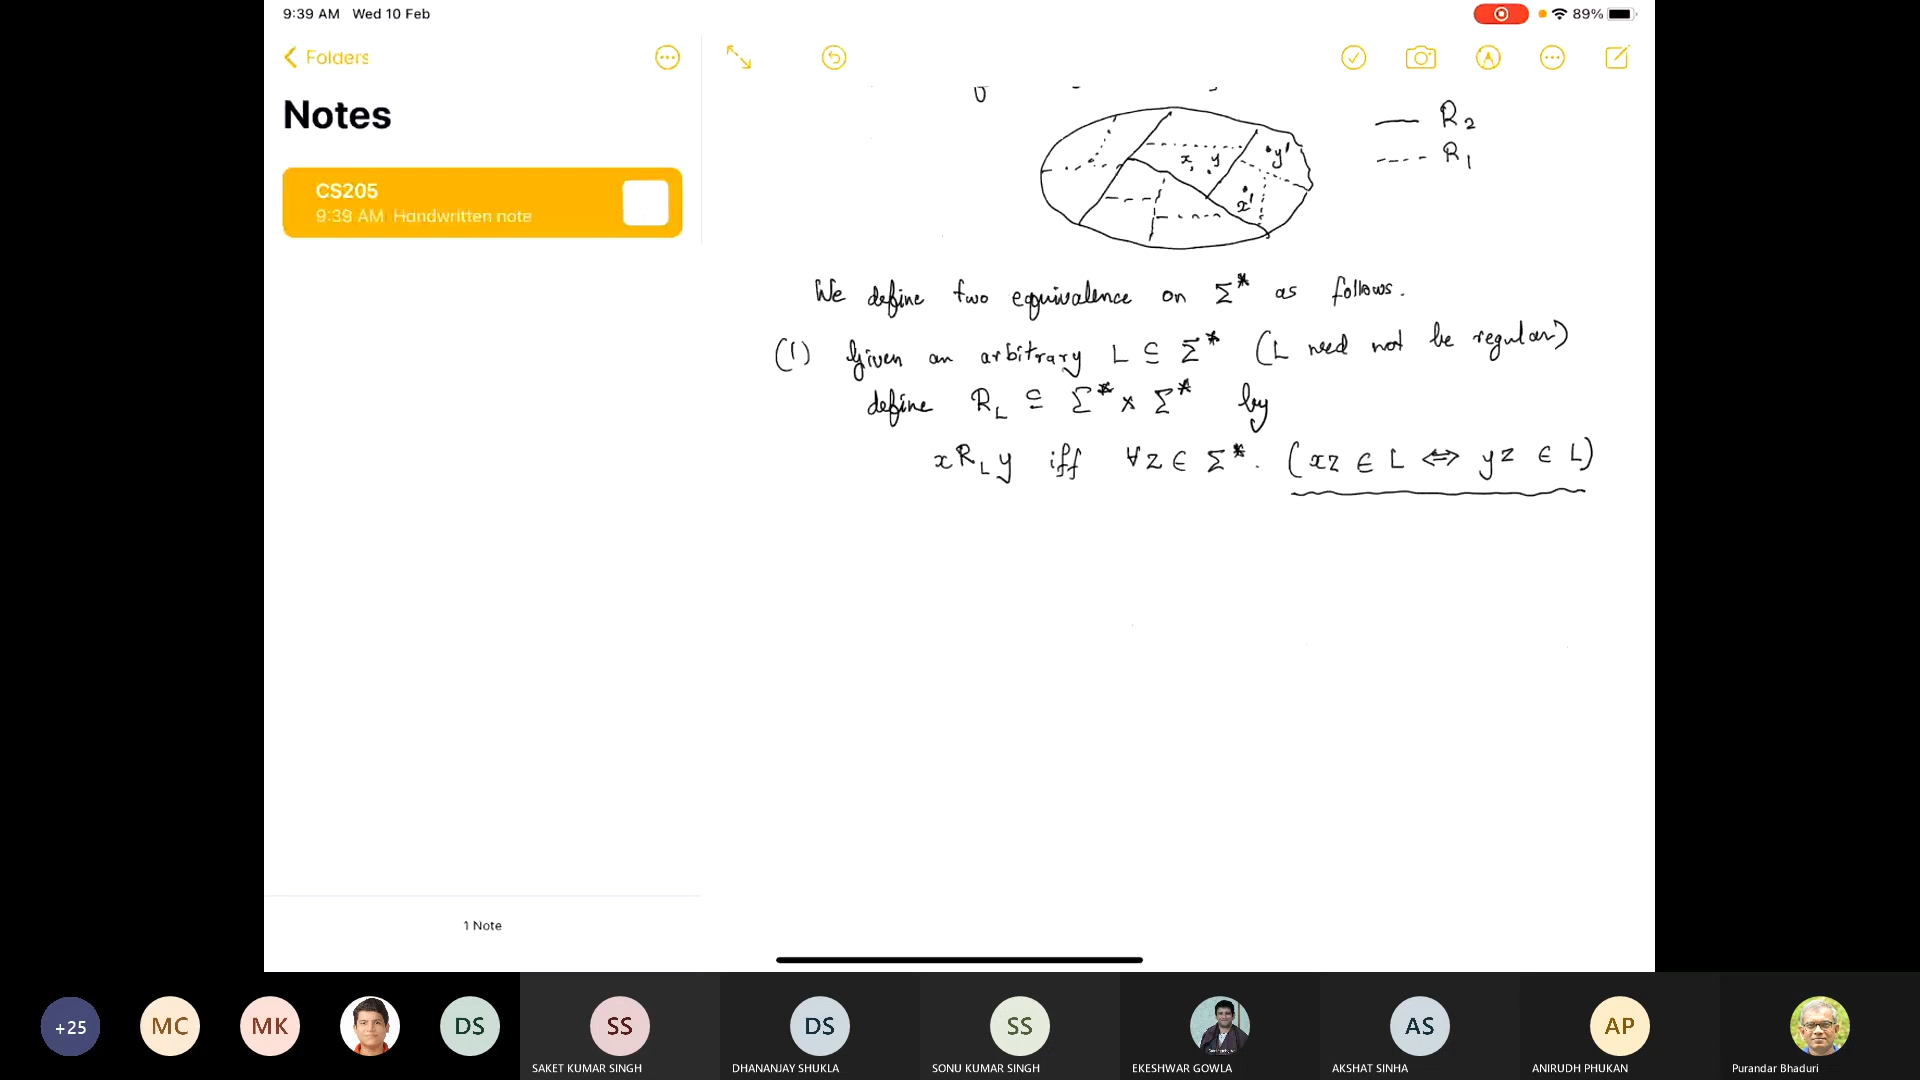 9:39 AM Wed 10 Feb
89%
Folders
Notes
CS205
9:39 AM Handwritten note
1 Note
R₂
R₁
x y
y'
x'
We define two equivalence on Σ* as follows.
(1) Given an arbitrary L ⊆ Σ* (L need not be regular)
define R_L ⊆ Σ* × Σ* by
x R_L y iff ∀z ∈ Σ*. (xz ∈ L ⇔ yz ∈ L)
+25
MC
MK
DS
SS
SAKET KUMAR SINGH
DS
DHANANJAY SHUKLA
SS
SONU KUMAR SINGH
EKESHWAR GOWLA
AS
AKSHAT SINHA
AP
ANIRUDH PHUKAN
Purandar Bhaduri